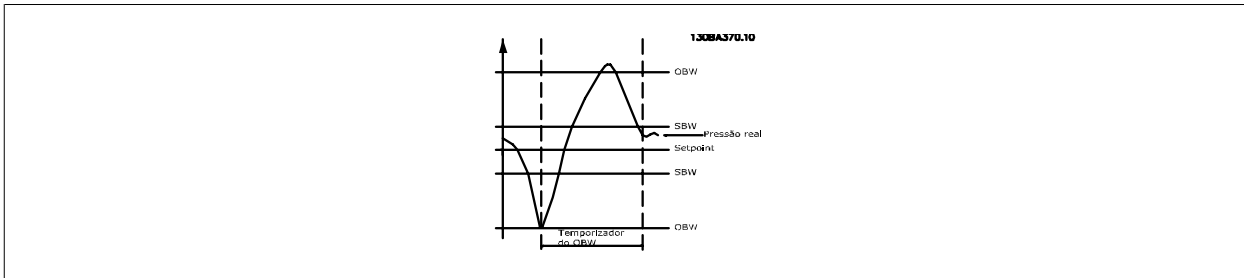 130BA370.10
OBW
SBW
Pressão real
Setpoint
SBW
OBW
Temporizador
do OBW